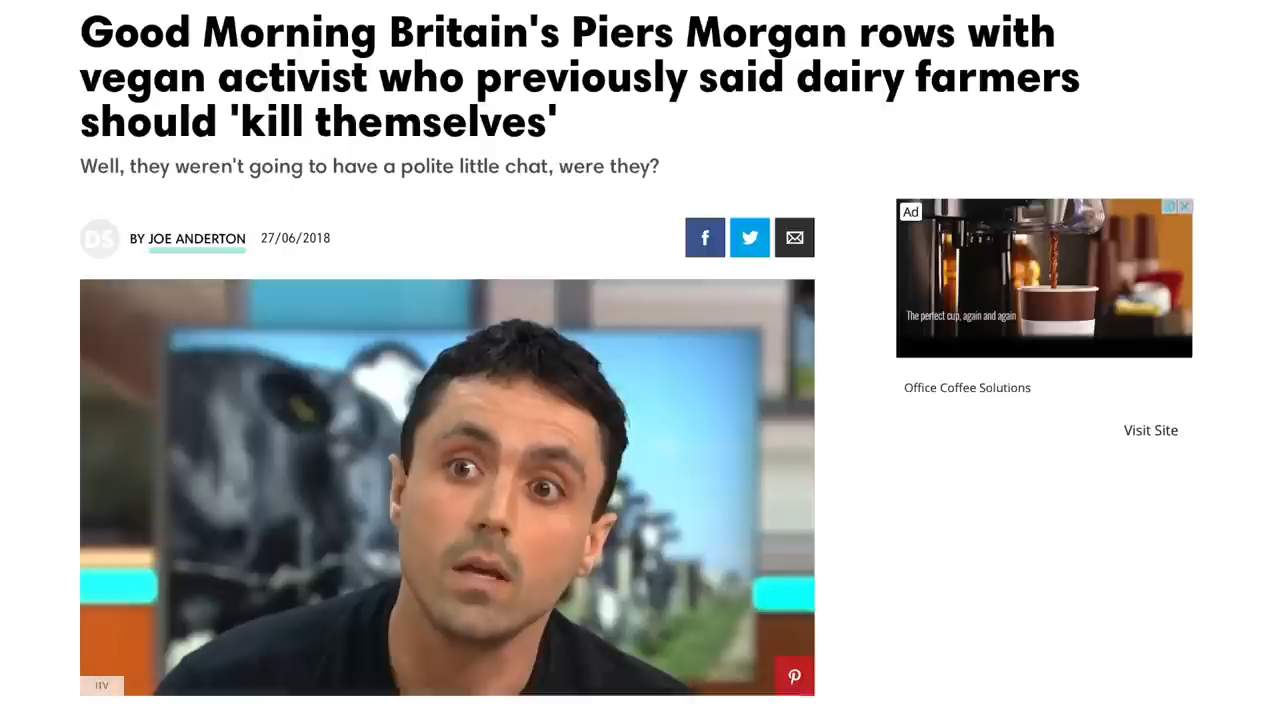 Good Morning Britain's Piers Morgan rows with
vegan activist who previously said dairy farmers
should 'kill themselves'
Well, they weren't going to have a polite little chat, were they?
DS
BY JOE ANDERTON 27/06/2018
f
Ad
The perfect cup, again and again
Office Coffee Solutions
Visit Site
ITV